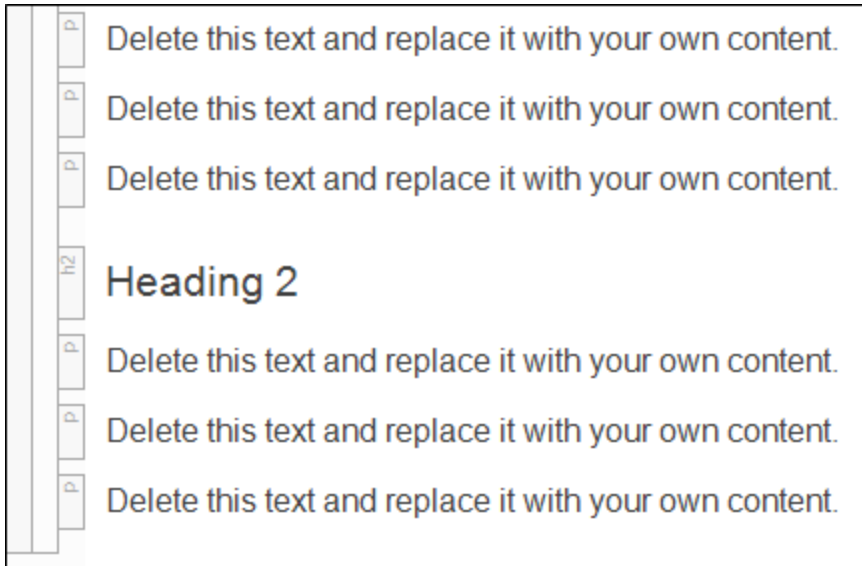 p
Delete this text and replace it with your own content.
p
Delete this text and replace it with your own content.
p
Delete this text and replace it with your own content.
h2
Heading 2
p
Delete this text and replace it with your own content.
p
Delete this text and replace it with your own content.
p
Delete this text and replace it with your own content.